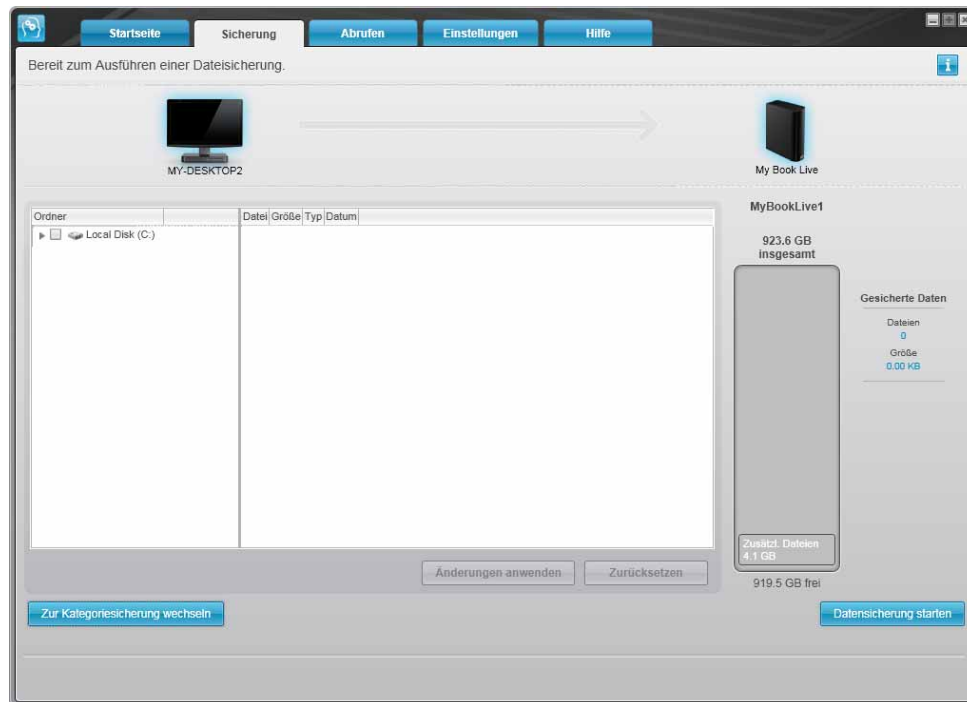 Startseite Sicherung Abrufen Einstellungen Hilfe
Bereit zum Ausführen einer Dateisicherung.
i
MY-DESKTOP2
My Book Live
MyBookLive1
923.6 GB
insgesamt
Ordner Datei Größe Typ Datum
Local Disk (C:)
Gesicherte Daten
Dateien
0
Größe
0.00 KB
Zusätzl. Dateien
4.1 GB
919.5 GB frei
Änderungen anwenden Zurücksetzen
Zur Kategoriesicherung wechseln
Datensicherung starten